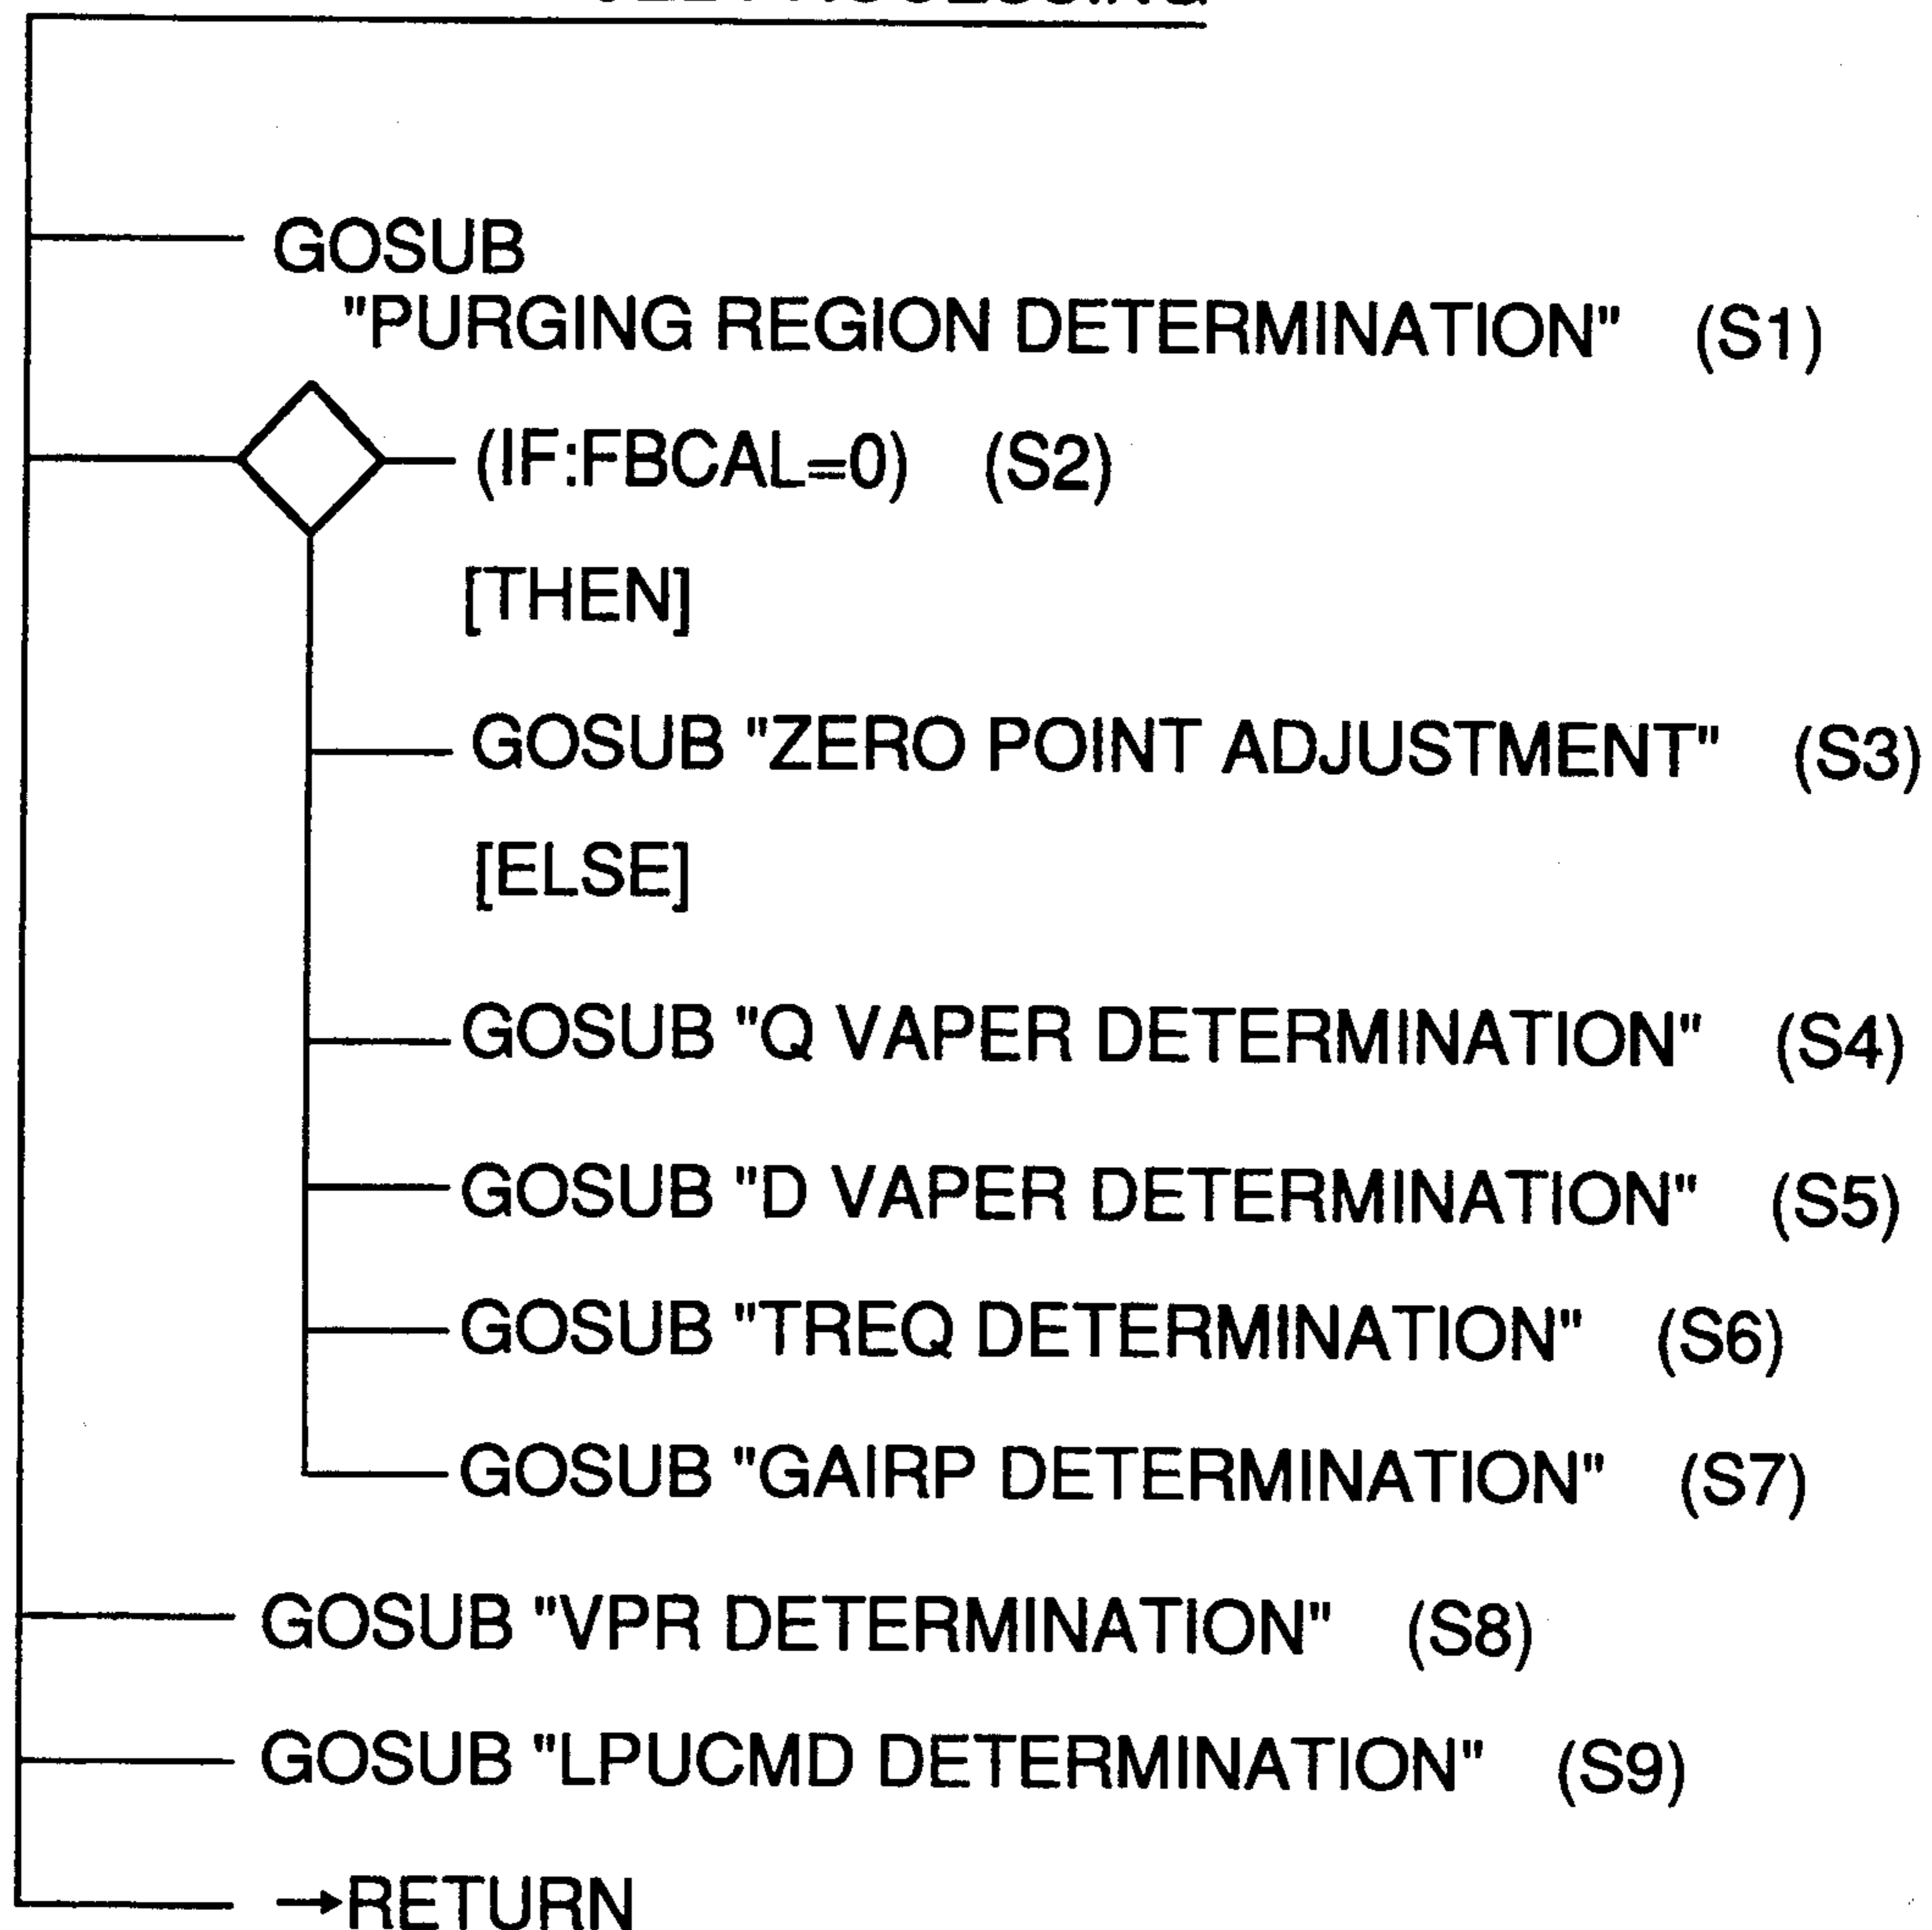 PROCESSING
GOSUB
"PURGING REGION DETERMINATION" (S1)
(IF:FBCAL=0) (S2)
[THEN]
GOSUB "ZERO POINT ADJUSTMENT" (S3)
[ELSE]
GOSUB "Q VAPER DETERMINATION" (S4)
GOSUB "D VAPER DETERMINATION" (S5)
GOSUB "TREQ DETERMINATION" (S6)
GOSUB "GAIRP DETERMINATION" (S7)
GOSUB "VPR DETERMINATION" (S8)
GOSUB "LPUCMD DETERMINATION" (S9)
→RETURN